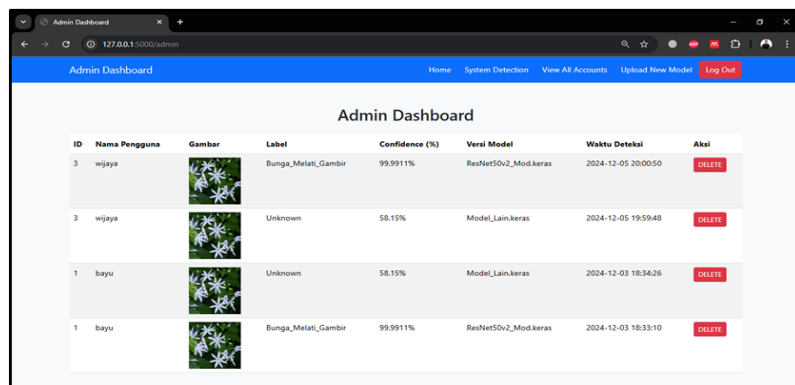 Admin Dashboard
127.0.0.1:5000/admin
Admin Dashboard Home System Detection View All Accounts Upload New Model Log Out
Admin Dashboard
ID Nama Pengguna Gambar Label Confidence (%) Versi Model Waktu Deteksi Aksi
3 wijaya Bunga_Melati_Gambir 99.9911% ResNet50v2_Mod.keras 2024-12-05 20:00:50 DELETE
3 wijaya Unknown 58.15% Model_Lain.keras 2024-12-05 19:59:48 DELETE
1 bayu Unknown 58.15% Model_Lain.keras 2024-12-03 18:34:26 DELETE
1 bayu Bunga_Melati_Gambir 99.9911% ResNet50v2_Mod.keras 2024-12-03 18:33:10 DELETE